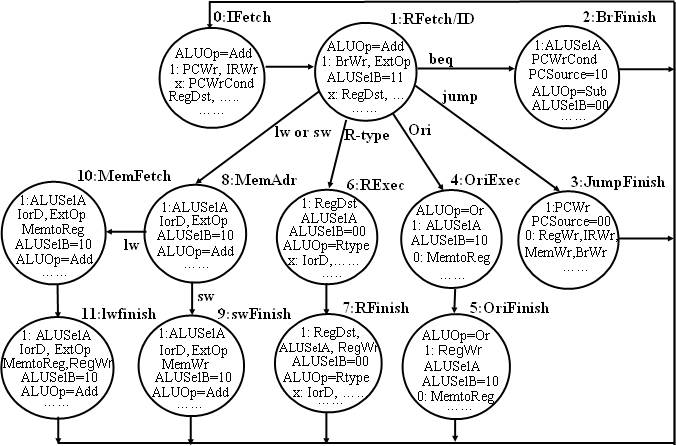 0:IFetch
ALUOp=Add
1: PCWr, IRWr
x: PCWrCond
RegDst, .....
......
1:RFetch/ID
ALUOp=Add
1: BrWr, ExtOp
ALUSelB=11
x: RegDst, ...
......
beq
2:BrFinish
1:ALUSelA
PCWrCond
PCSource=10
ALUOp=Sub
ALUSelB=00
......
jump
lw or sw
R-type
Ori
10:MemFetch
1:ALUSelA
IorD, ExtOp
MemtoReg
ALUSelB=10
ALUOp=Add
......
lw
8:MemAdr
1:ALUSelA
IorD,ExtOp
ALUSelB=10
ALUOp=Add
......
6:RExec
1: RegDst
ALUSelA
ALUSelB=00
ALUOp=Rtype
x: IorD,......
......
4:OriExec
ALUOp=Or
1: ALUSelA
ALUSelB=10
0: MemtoReg
......
3:JumpFinish
1:PCWr
PCSource=00
0: RegWr,IRWr,
MemWr,BrWr
......
sw
11:lwfinish
1: ALUSelA
IorD, ExtOp
MemtoReg,RegWr
ALUSelB=10
ALUOp=Add
......
9:swFinish
1:ALUSelA
IorD,ExtOp
MemWr
ALUSelB=10
ALUOp=Add
......
7:RFinish
1: RegDst,
ALUSelA, RegWr
ALUSelB=00
ALUOp=Rtype
x: IorD, .....
......
5:OriFinish
ALUOp=Or
1: RegWr
ALUSelA
ALUSelB=10
0: MemtoReg
......